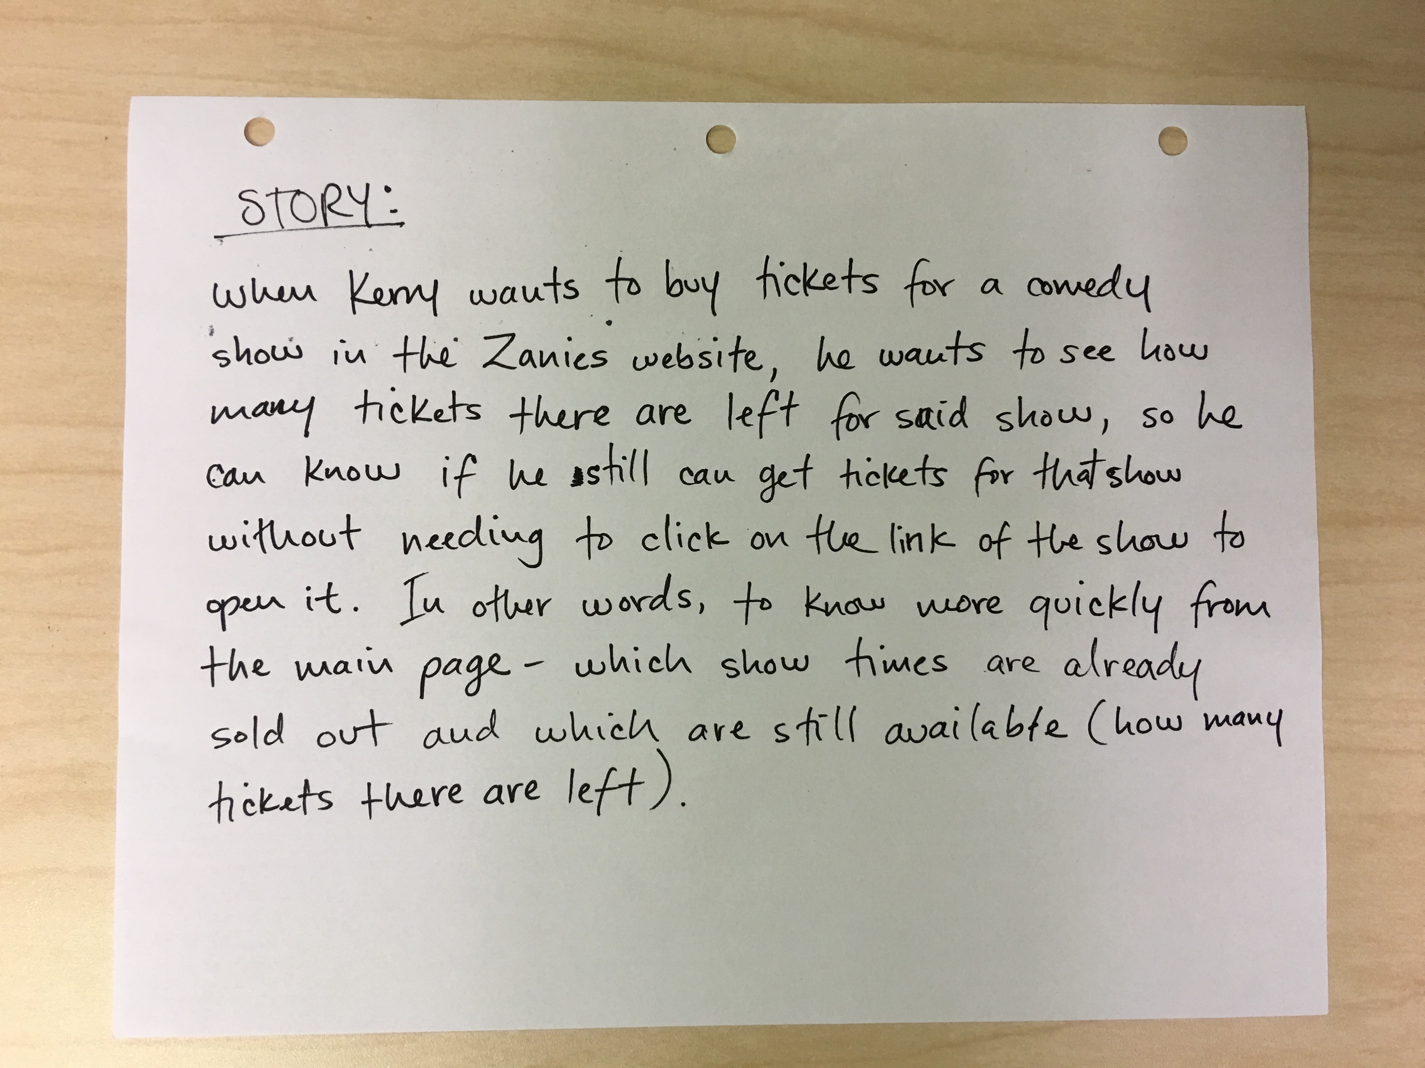 STORY:
When Kerry wants to buy tickets for a comedy
show in the Zanies website, he wants to see how
many tickets there are left for said show, so he
can know if he still can get tickets for that show
without needing to click on the link of the show to
open it. In other words, to know more quickly from
the main page - which show times are already
sold out and which are still available (how many
tickets there are left).